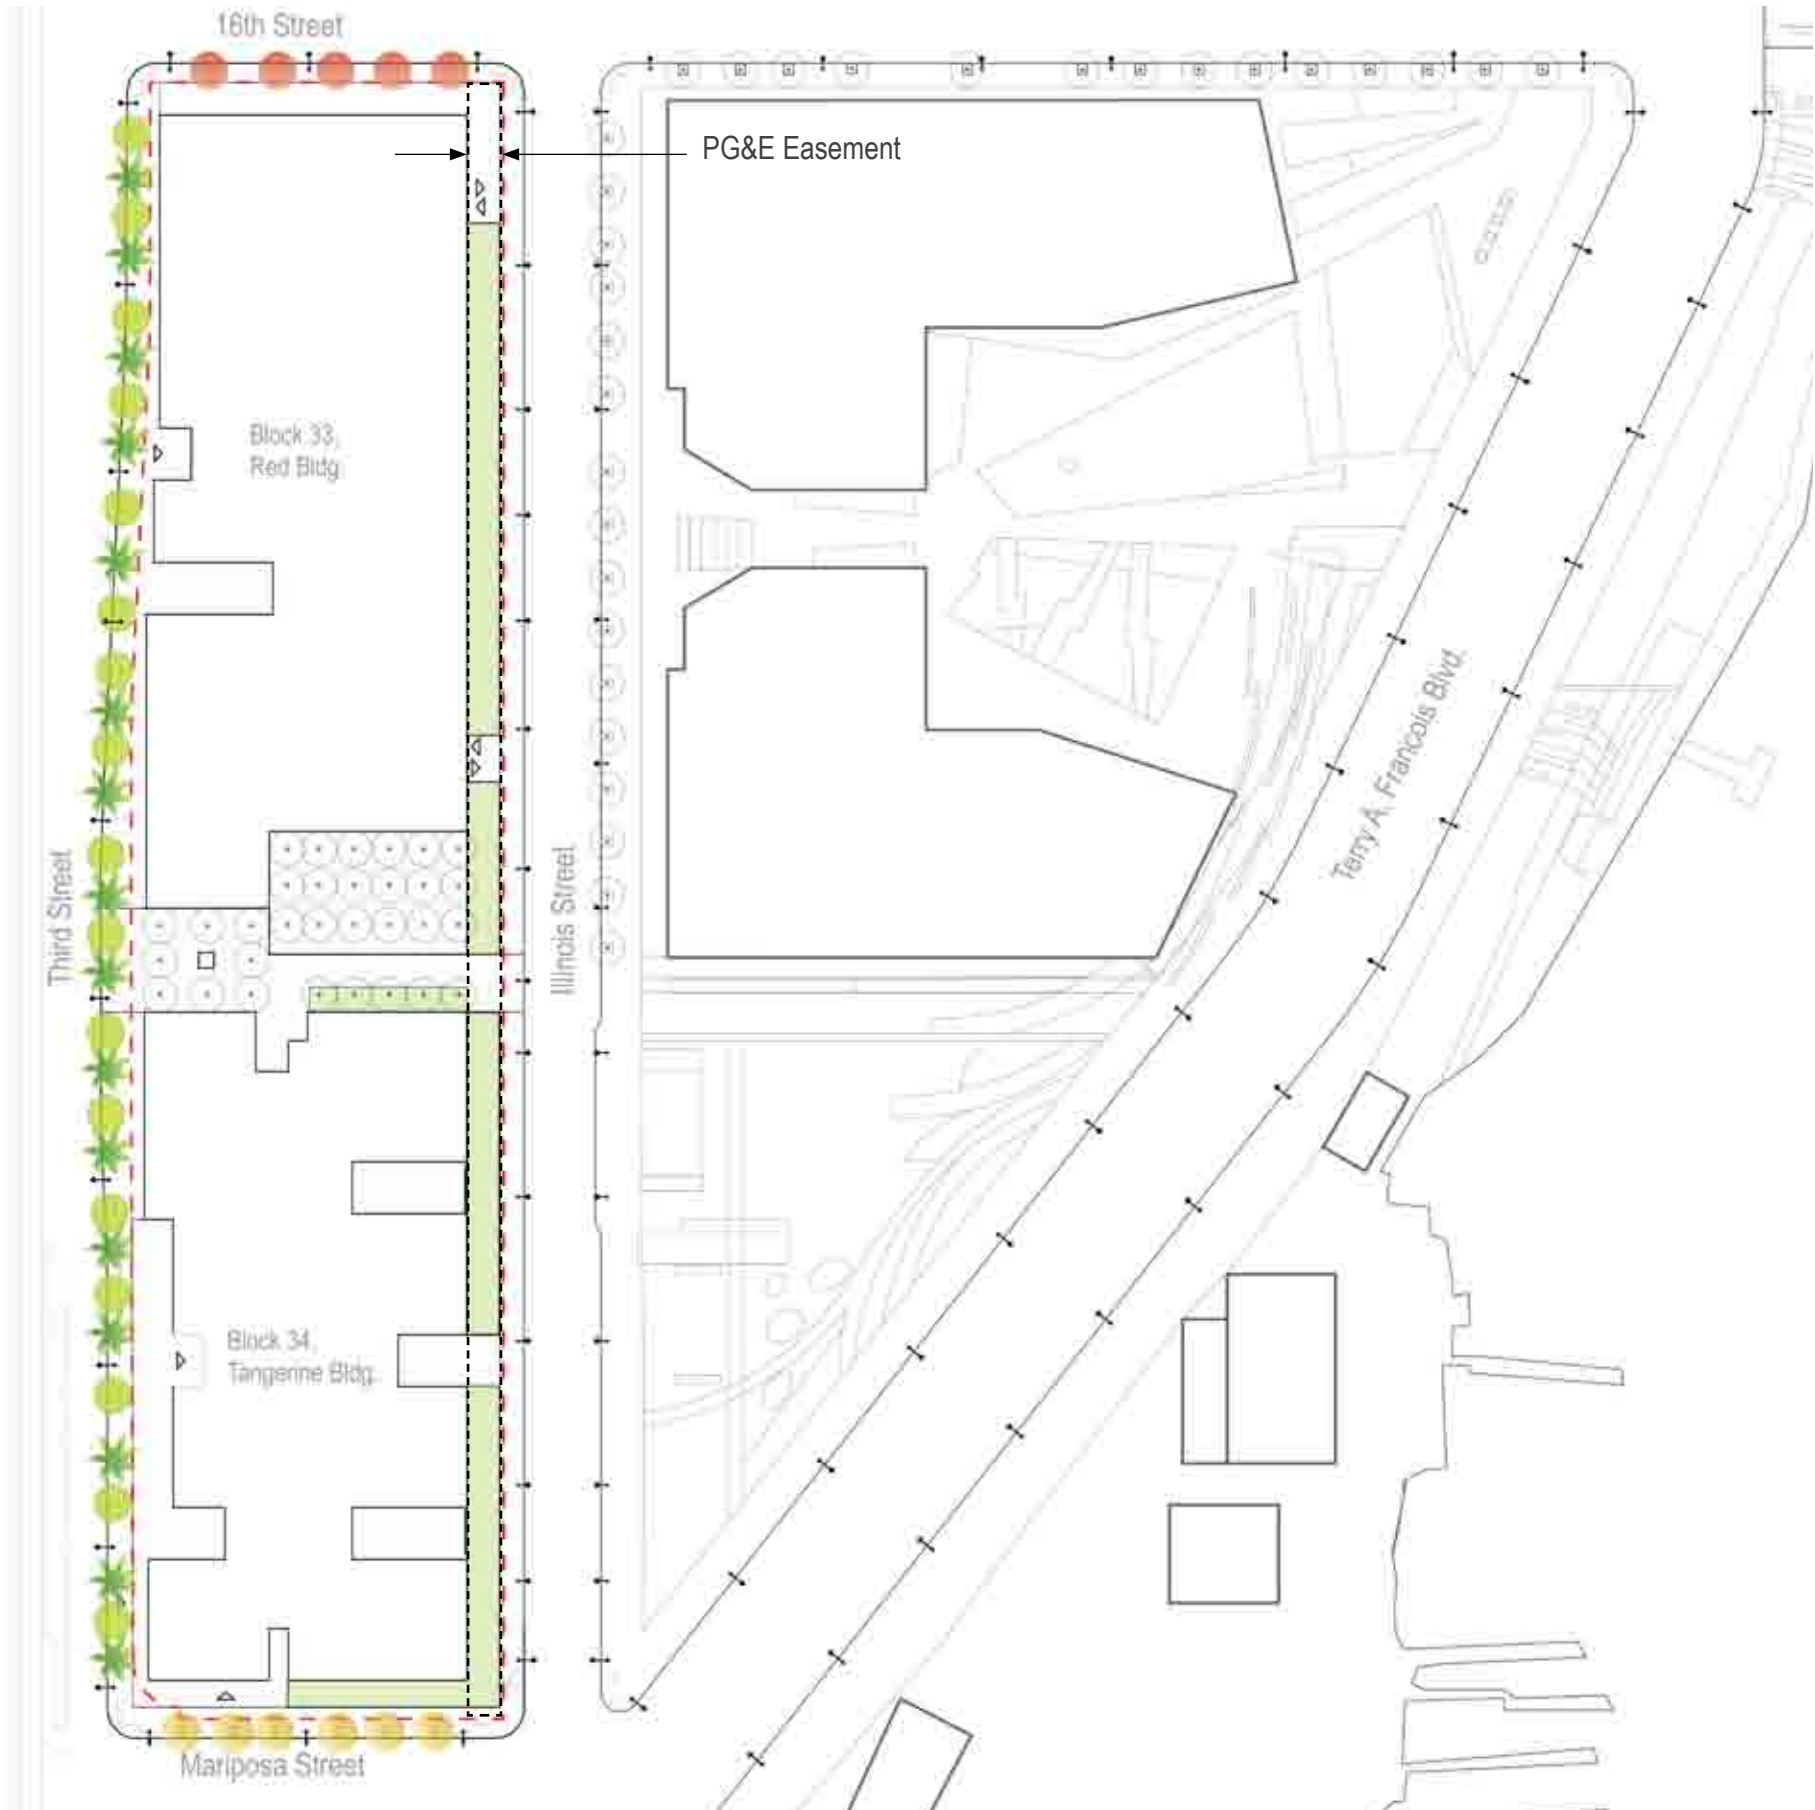 16th Street
PG&E Easement
Block 33,
Red Bldg.
Terry A. Francois Blvd.
Third Street
Illinois Street
Block 34,
Tangerine Bldg.
Mariposa Street